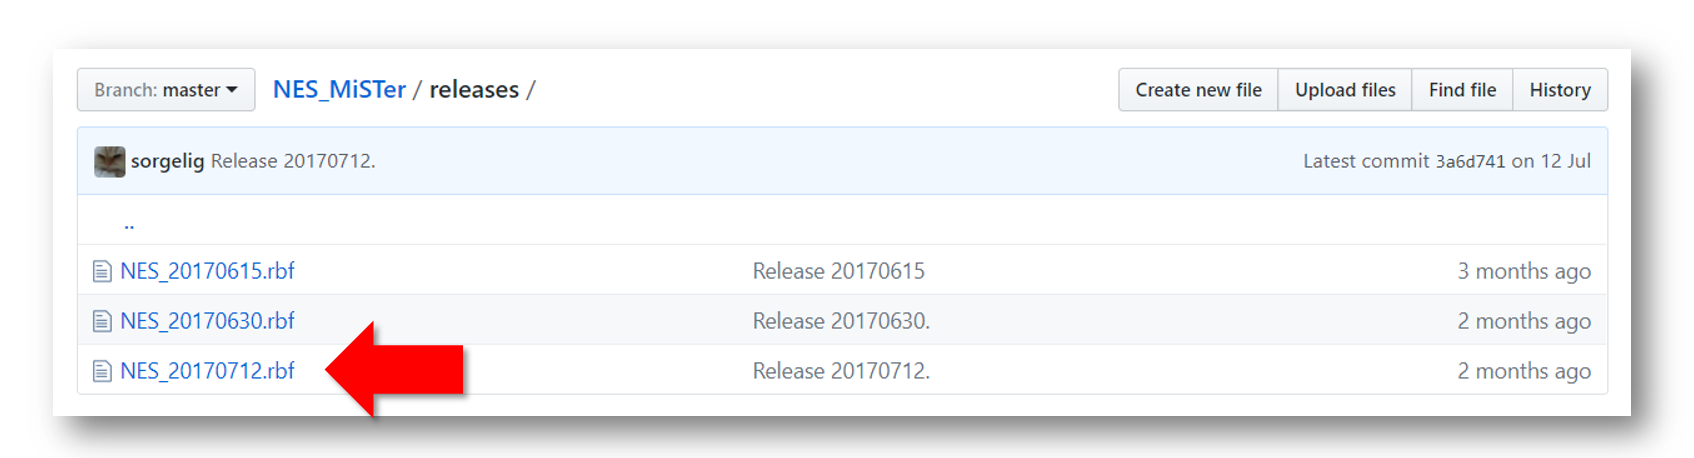 Branch: master NES_MiSTer / releases / Create new file Upload files Find file History
sorgelig Release 20170712. Latest commit 3a6d741 on 12 Jul
..
NES_20170615.rbf Release 20170615 3 months ago
NES_20170630.rbf Release 20170630. 2 months ago
NES_20170712.rbf Release 20170712. 2 months ago